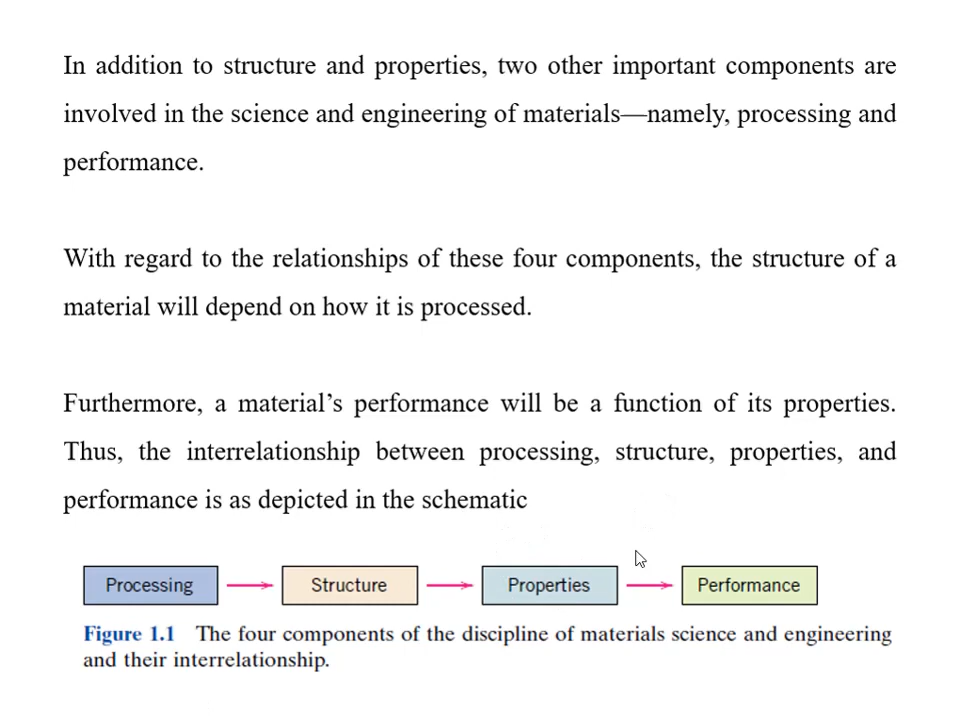 In addition to structure and properties, two other important components are
involved in the science and engineering of materials—namely, processing and
performance.
With regard to the relationships of these four components, the structure of a
material will depend on how it is processed.
Furthermore, a material’s performance will be a function of its properties.
Thus, the interrelationship between processing, structure, properties, and
performance is as depicted in the schematic
Processing Structure Properties Performance
Figure 1.1 The four components of the discipline of materials science and engineering
and their interrelationship.